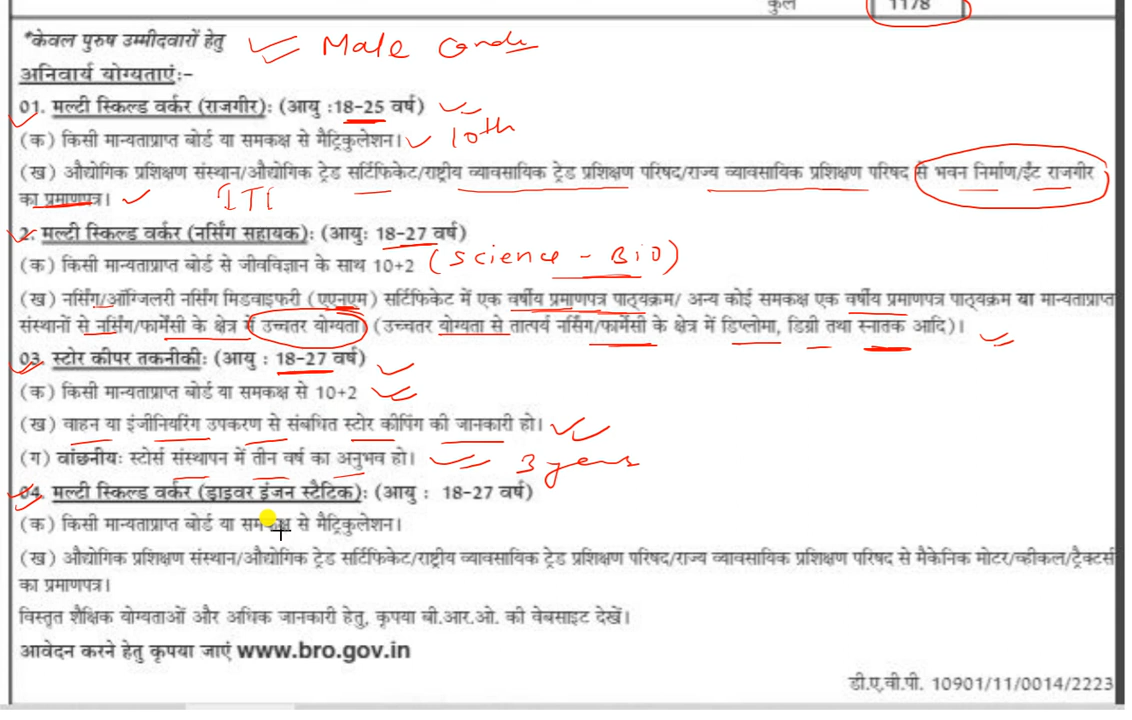 कुल 1178
*केवल पुरुष उम्मीदवारों हेतु Male Cande
अनिवार्य योग्यताएं:-
01. मल्टी स्किल्ड वर्कर (राजगीर): (आयु :18-25 वर्ष)
(क) किसी मान्यताप्राप्त बोर्ड या समकक्ष से मैट्रिकुलेशन। 10th
(ख) औद्योगिक प्रशिक्षण संस्थान/औद्योगिक ट्रेड सर्टिफिकेट/राष्ट्रीय व्यावसायिक ट्रेड प्रशिक्षण परिषद/राज्य व्यावसायिक प्रशिक्षण परिषद से भवन निर्माण/ईंट राजगीर
का प्रमाणपत्र। ITI
2. मल्टी स्किल्ड वर्कर (नर्सिंग सहायक): (आयु: 18-27 वर्ष)
(क) किसी मान्यताप्राप्त बोर्ड से जीवविज्ञान के साथ 10+2 (Science - Bio)
(ख) नर्सिंग/ऑग्जिलरी नर्सिंग मिडवाइफरी (एएनएम) सर्टिफिकेट में एक वर्षीय प्रमाणपत्र पाठ्यक्रम/ अन्य कोई समकक्ष एक वर्षीय प्रमाणपत्र पाठ्यक्रम या मान्यताप्राप्त
संस्थानों से नर्सिंग/फार्मेसी के क्षेत्र में उच्चतर योग्यता (उच्चतर योग्यता से तात्पर्य नर्सिंग/फार्मेसी के क्षेत्र में डिप्लोमा, डिग्री तथा स्नातक आदि)।
03. स्टोर कीपर तकनीकी: (आयु : 18-27 वर्ष)
(क) किसी मान्यताप्राप्त बोर्ड या समकक्ष से 10+2
(ख) वाहन या इंजीनियरिंग उपकरण से संबधित स्टोर कीपिंग की जानकारी हो।
(ग) वांछनीय: स्टोर्स संस्थापन में तीन वर्ष का अनुभव हो। 3 years
04. मल्टी स्किल्ड वर्कर (ड्राइवर इंजन स्टैटिक): (आयु : 18-27 वर्ष)
(क) किसी मान्यताप्राप्त बोर्ड या समकक्ष से मैट्रिकुलेशन।
(ख) औद्योगिक प्रशिक्षण संस्थान/औद्योगिक ट्रेड सर्टिफिकेट/राष्ट्रीय व्यावसायिक ट्रेड प्रशिक्षण परिषद/राज्य व्यावसायिक प्रशिक्षण परिषद से मैकेनिक मोटर/व्हीकल/ट्रैक्टर्स
का प्रमाणपत्र।
विस्तृत शैक्षिक योग्यताओं और अधिक जानकारी हेतु, कृपया बी.आर.ओ. की वेबसाइट देखें।
आवेदन करने हेतु कृपया जाएं www.bro.gov.in
डी.ए.वी.पी. 10901/11/0014/2223